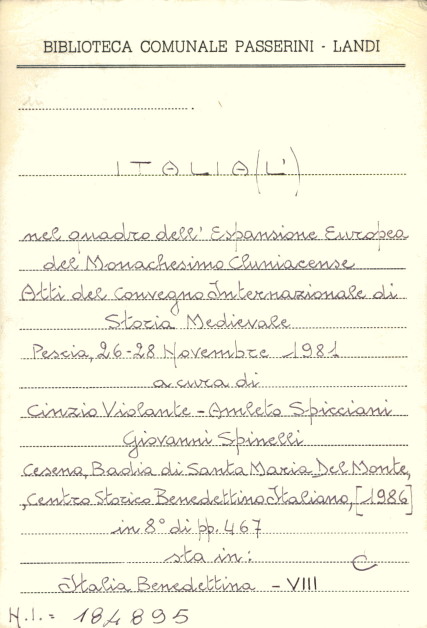 BIBLIOTECA COMUNALE PASSERINI - LANDI
ITALIA (L')
nel quadro dell'Espansione Europea
del Monachesimo Cluniacense
Atti del Convegno Internazionale di
Storia Medievale
Pescia, 26-28 Novembre 1981
a cura di
Cinzio Violante - Amleto Spicciani
Giovanni Spinelli
Cesena, Badia di Santa Maria Del Monte,
Centro Storico Benedettino Italiano, [1986]
in 8° di pp. 467
sta in:
C
Italia Benedettina - VIII
N.I. = 184895